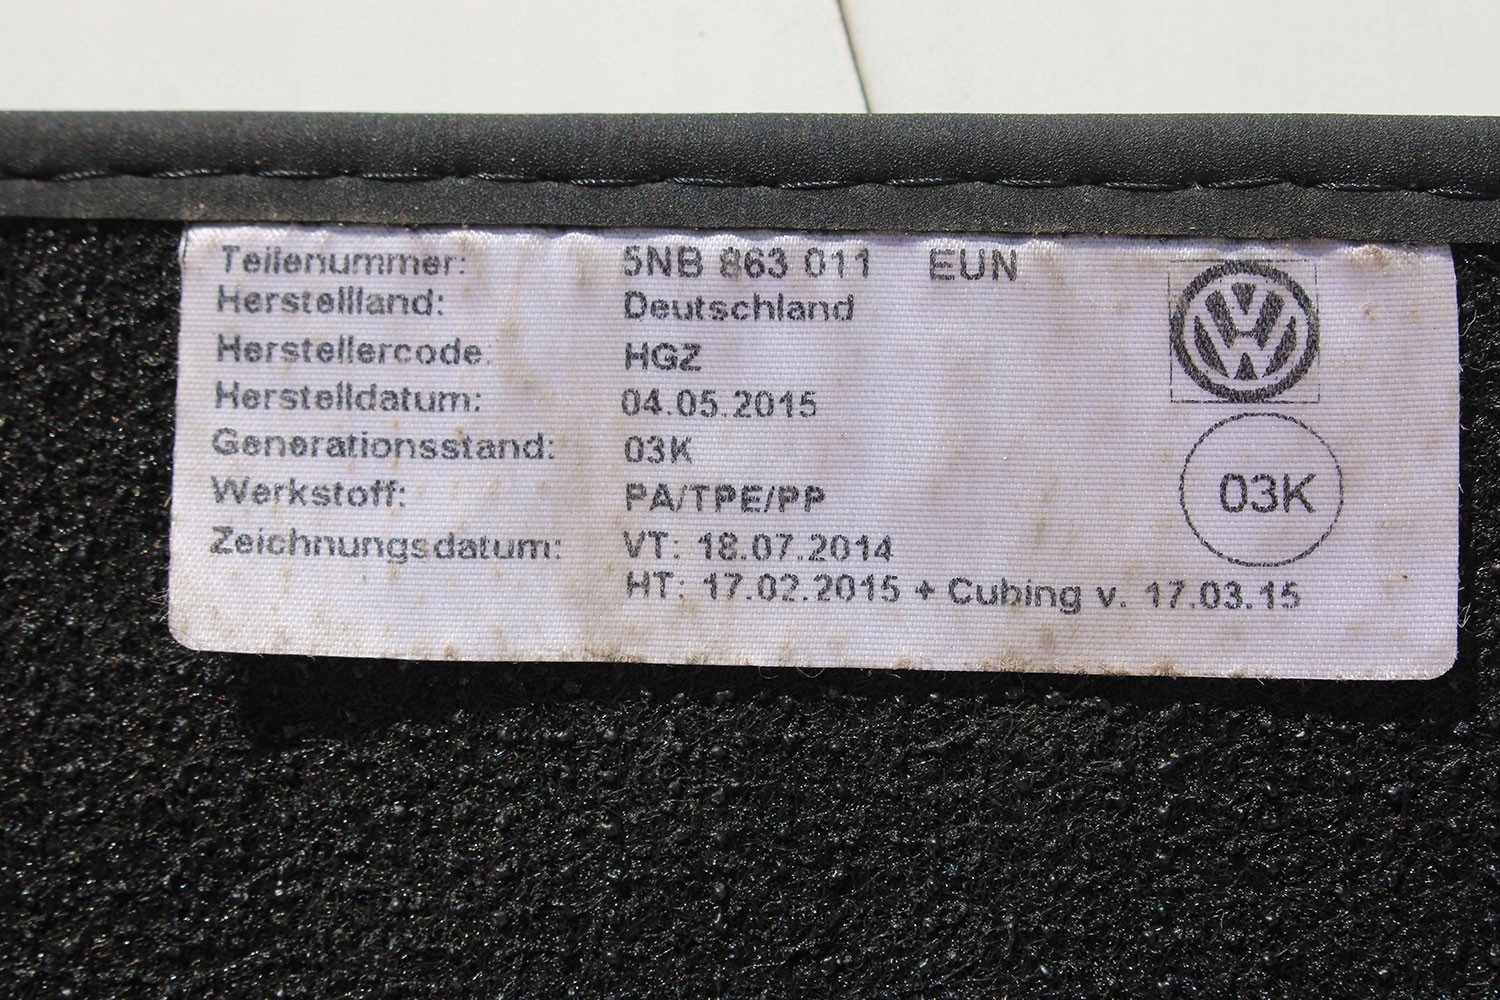 Teilenummer: 5NB 863 011 EUN
Herstellland: Deutschland
Herstellercode: HGZ
Herstelldatum: 04.05.2015
Generationsstand: 03K
Werkstoff: PA/TPE/PP
Zeichnungsdatum: VT: 18.07.2014
HT: 17.02.2015 + Cubing v. 17.03.15
03K